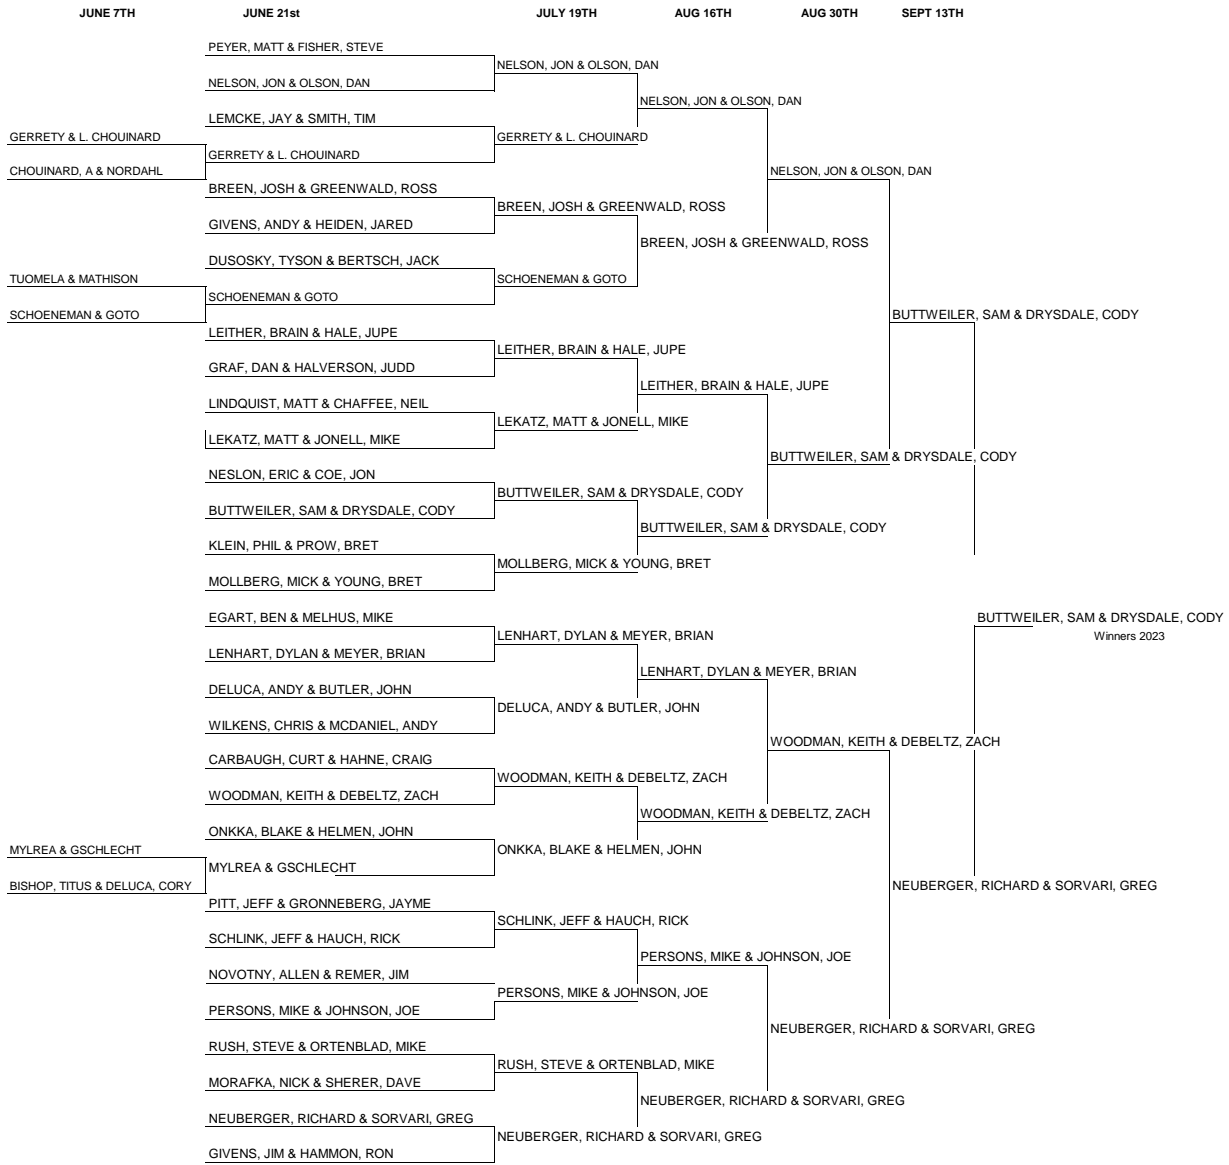 JUNE 7TH JUNE 21st JULY 19TH AUG 16TH AUG 30TH SEPT 13TH
PEYER, MATT & FISHER, STEVE
NELSON, JON & OLSON, DAN
NELSON, JON & OLSON, DAN
NELSON, JON & OLSON, DAN
LEMCKE, JAY & SMITH, TIM
GERRETY & L. CHOUINARD
GERRETY & L. CHOUINARD
GERRETY & L. CHOUINARD
CHOUINARD, A & NORDAHL
NELSON, JON & OLSON, DAN
BREEN, JOSH & GREENWALD, ROSS
BREEN, JOSH & GREENWALD, ROSS
GIVENS, ANDY & HEIDEN, JARED
BREEN, JOSH & GREENWALD, ROSS
DUSOSKY, TYSON & BERTSCH, JACK
TUOMELA & MATHISON
SCHOENEMAN & GOTO
SCHOENEMAN & GOTO
SCHOENEMAN & GOTO
BUTTWEILER, SAM & DRYSDALE, CODY
LEITHER, BRAIN & HALE, JUPE
LEITHER, BRAIN & HALE, JUPE
GRAF, DAN & HALVERSON, JUDD
LEITHER, BRAIN & HALE, JUPE
LINDQUIST, MATT & CHAFFEE, NEIL
LEKATZ, MATT & JONELL, MIKE
LEKATZ, MATT & JONELL, MIKE
BUTTWEILER, SAM & DRYSDALE, CODY
NESLON, ERIC & COE, JON
BUTTWEILER, SAM & DRYSDALE, CODY
BUTTWEILER, SAM & DRYSDALE, CODY
BUTTWEILER, SAM & DRYSDALE, CODY
KLEIN, PHIL & PROW, BRET
MOLLBERG, MICK & YOUNG, BRET
MOLLBERG, MICK & YOUNG, BRET
EGART, BEN & MELHUS, MIKE
BUTTWEILER, SAM & DRYSDALE, CODY
Winners 2023
LENHART, DYLAN & MEYER, BRIAN
LENHART, DYLAN & MEYER, BRIAN
LENHART, DYLAN & MEYER, BRIAN
DELUCA, ANDY & BUTLER, JOHN
DELUCA, ANDY & BUTLER, JOHN
WILKENS, CHRIS & MCDANIEL, ANDY
WOODMAN, KEITH & DEBELTZ, ZACH
CARBAUGH, CURT & HAHNE, CRAIG
WOODMAN, KEITH & DEBELTZ, ZACH
WOODMAN, KEITH & DEBELTZ, ZACH
WOODMAN, KEITH & DEBELTZ, ZACH
ONKKA, BLAKE & HELMEN, JOHN
MYLREA & GSCHLECHT
ONKKA, BLAKE & HELMEN, JOHN
MYLREA & GSCHLECHT
BISHOP, TITUS & DELUCA, CORY
NEUBERGER, RICHARD & SORVARI, GREG
PITT, JEFF & GRONNEBERG, JAYME
SCHLINK, JEFF & HAUCH, RICK
SCHLINK, JEFF & HAUCH, RICK
PERSONS, MIKE & JOHNSON, JOE
NOVOTNY, ALLEN & REMER, JIM
PERSONS, MIKE & JOHNSON, JOE
PERSONS, MIKE & JOHNSON, JOE
NEUBERGER, RICHARD & SORVARI, GREG
RUSH, STEVE & ORTENBLAD, MIKE
RUSH, STEVE & ORTENBLAD, MIKE
MORAFKA, NICK & SHERER, DAVE
NEUBERGER, RICHARD & SORVARI, GREG
NEUBERGER, RICHARD & SORVARI, GREG
NEUBERGER, RICHARD & SORVARI, GREG
GIVENS, JIM & HAMMON, RON